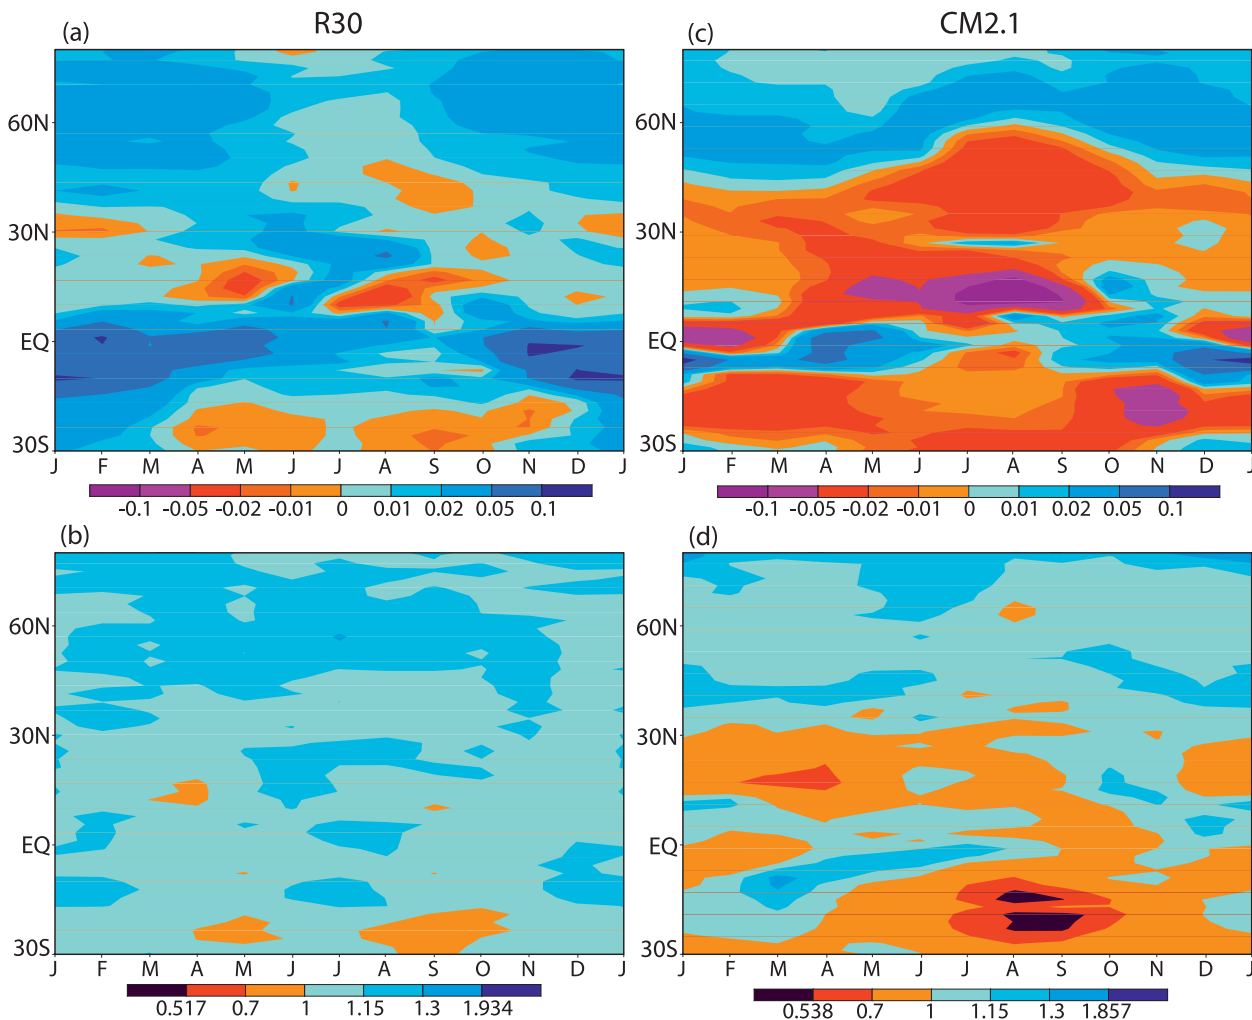 R30
CM2.1
(a)
60N
30N
EQ
30S
J F M A M J J A S O N D J
-0.1 -0.05 -0.02 -0.01 0 0.01 0.02 0.05 0.1
(c)
60N
30N
EQ
30S
J F M A M J J A S O N D J
-0.1 -0.05 -0.02 -0.01 0 0.01 0.02 0.05 0.1
(b)
60N
30N
EQ
30S
J F M A M J J A S O N D J
0.517 0.7 1 1.15 1.3 1.934
(d)
60N
30N
EQ
30S
J F M A M J J A S O N D J
0.538 0.7 1 1.15 1.3 1.857